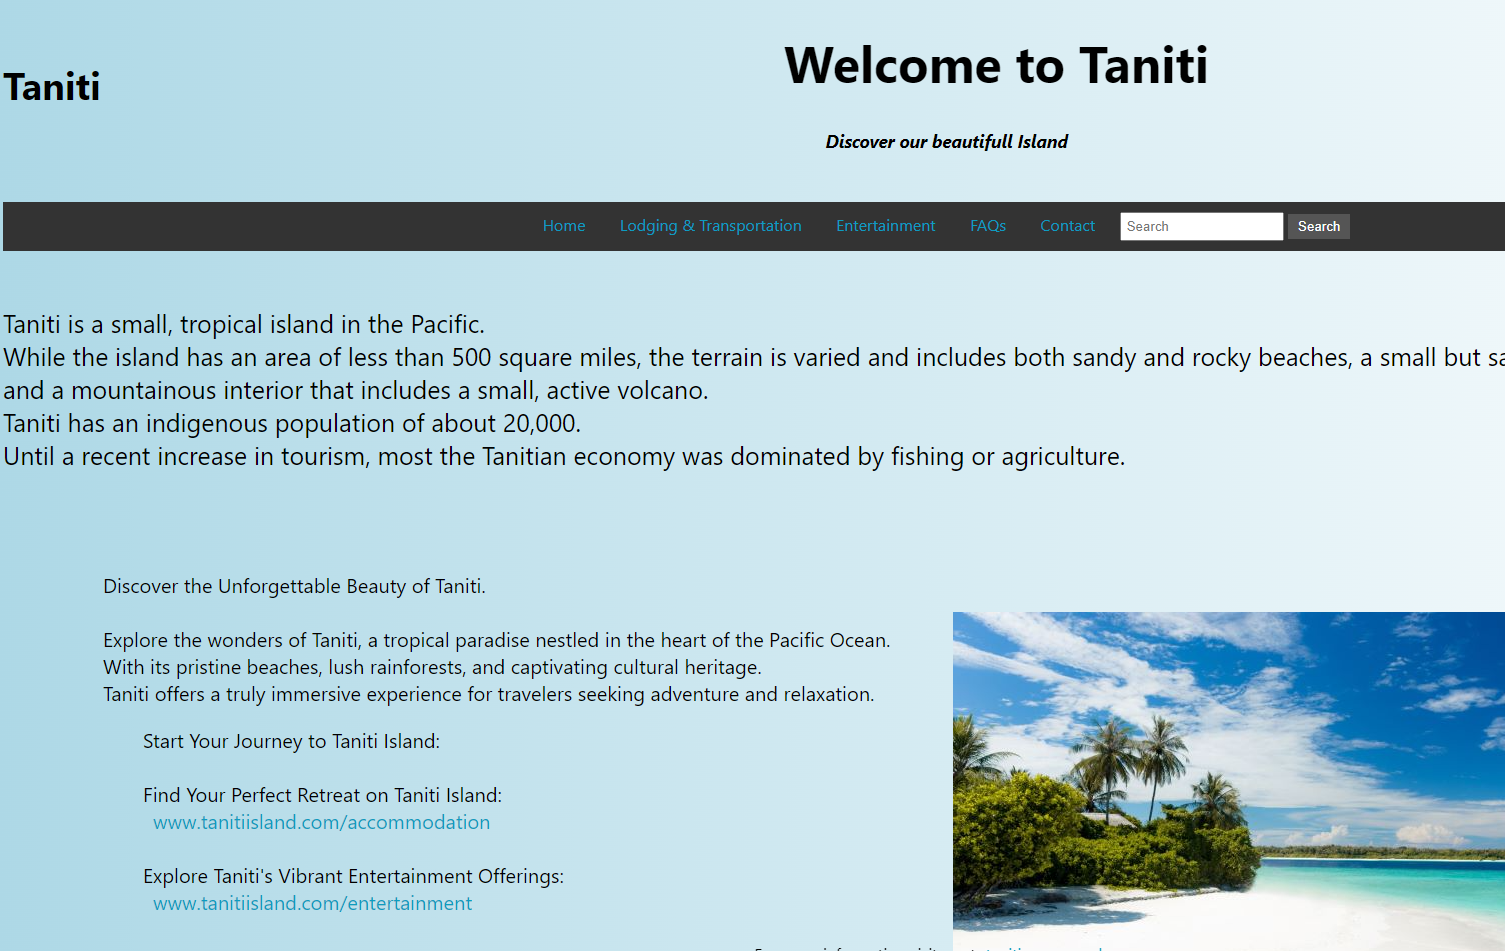 Taniti
Welcome to Taniti
Discover our beautifull Island
Home Lodging & Transportation Entertainment FAQs Contact Search Search
Taniti is a small, tropical island in the Pacific.
While the island has an area of less than 500 square miles, the terrain is varied and includes both sandy and rocky beaches, a small but
and a mountainous interior that includes a small, active volcano.
Taniti has an indigenous population of about 20,000.
Until a recent increase in tourism, most the Tanitian economy was dominated by fishing or agriculture.
Discover the Unforgettable Beauty of Taniti.
Explore the wonders of Taniti, a tropical paradise nestled in the heart of the Pacific Ocean.
With its pristine beaches, lush rainforests, and captivating cultural heritage.
Taniti offers a truly immersive experience for travelers seeking adventure and relaxation.
Start Your Journey to Taniti Island:
Find Your Perfect Retreat on Taniti Island:
www.tanitiisland.com/accommodation
Explore Taniti's Vibrant Entertainment Offerings:
www.tanitiisland.com/entertainment